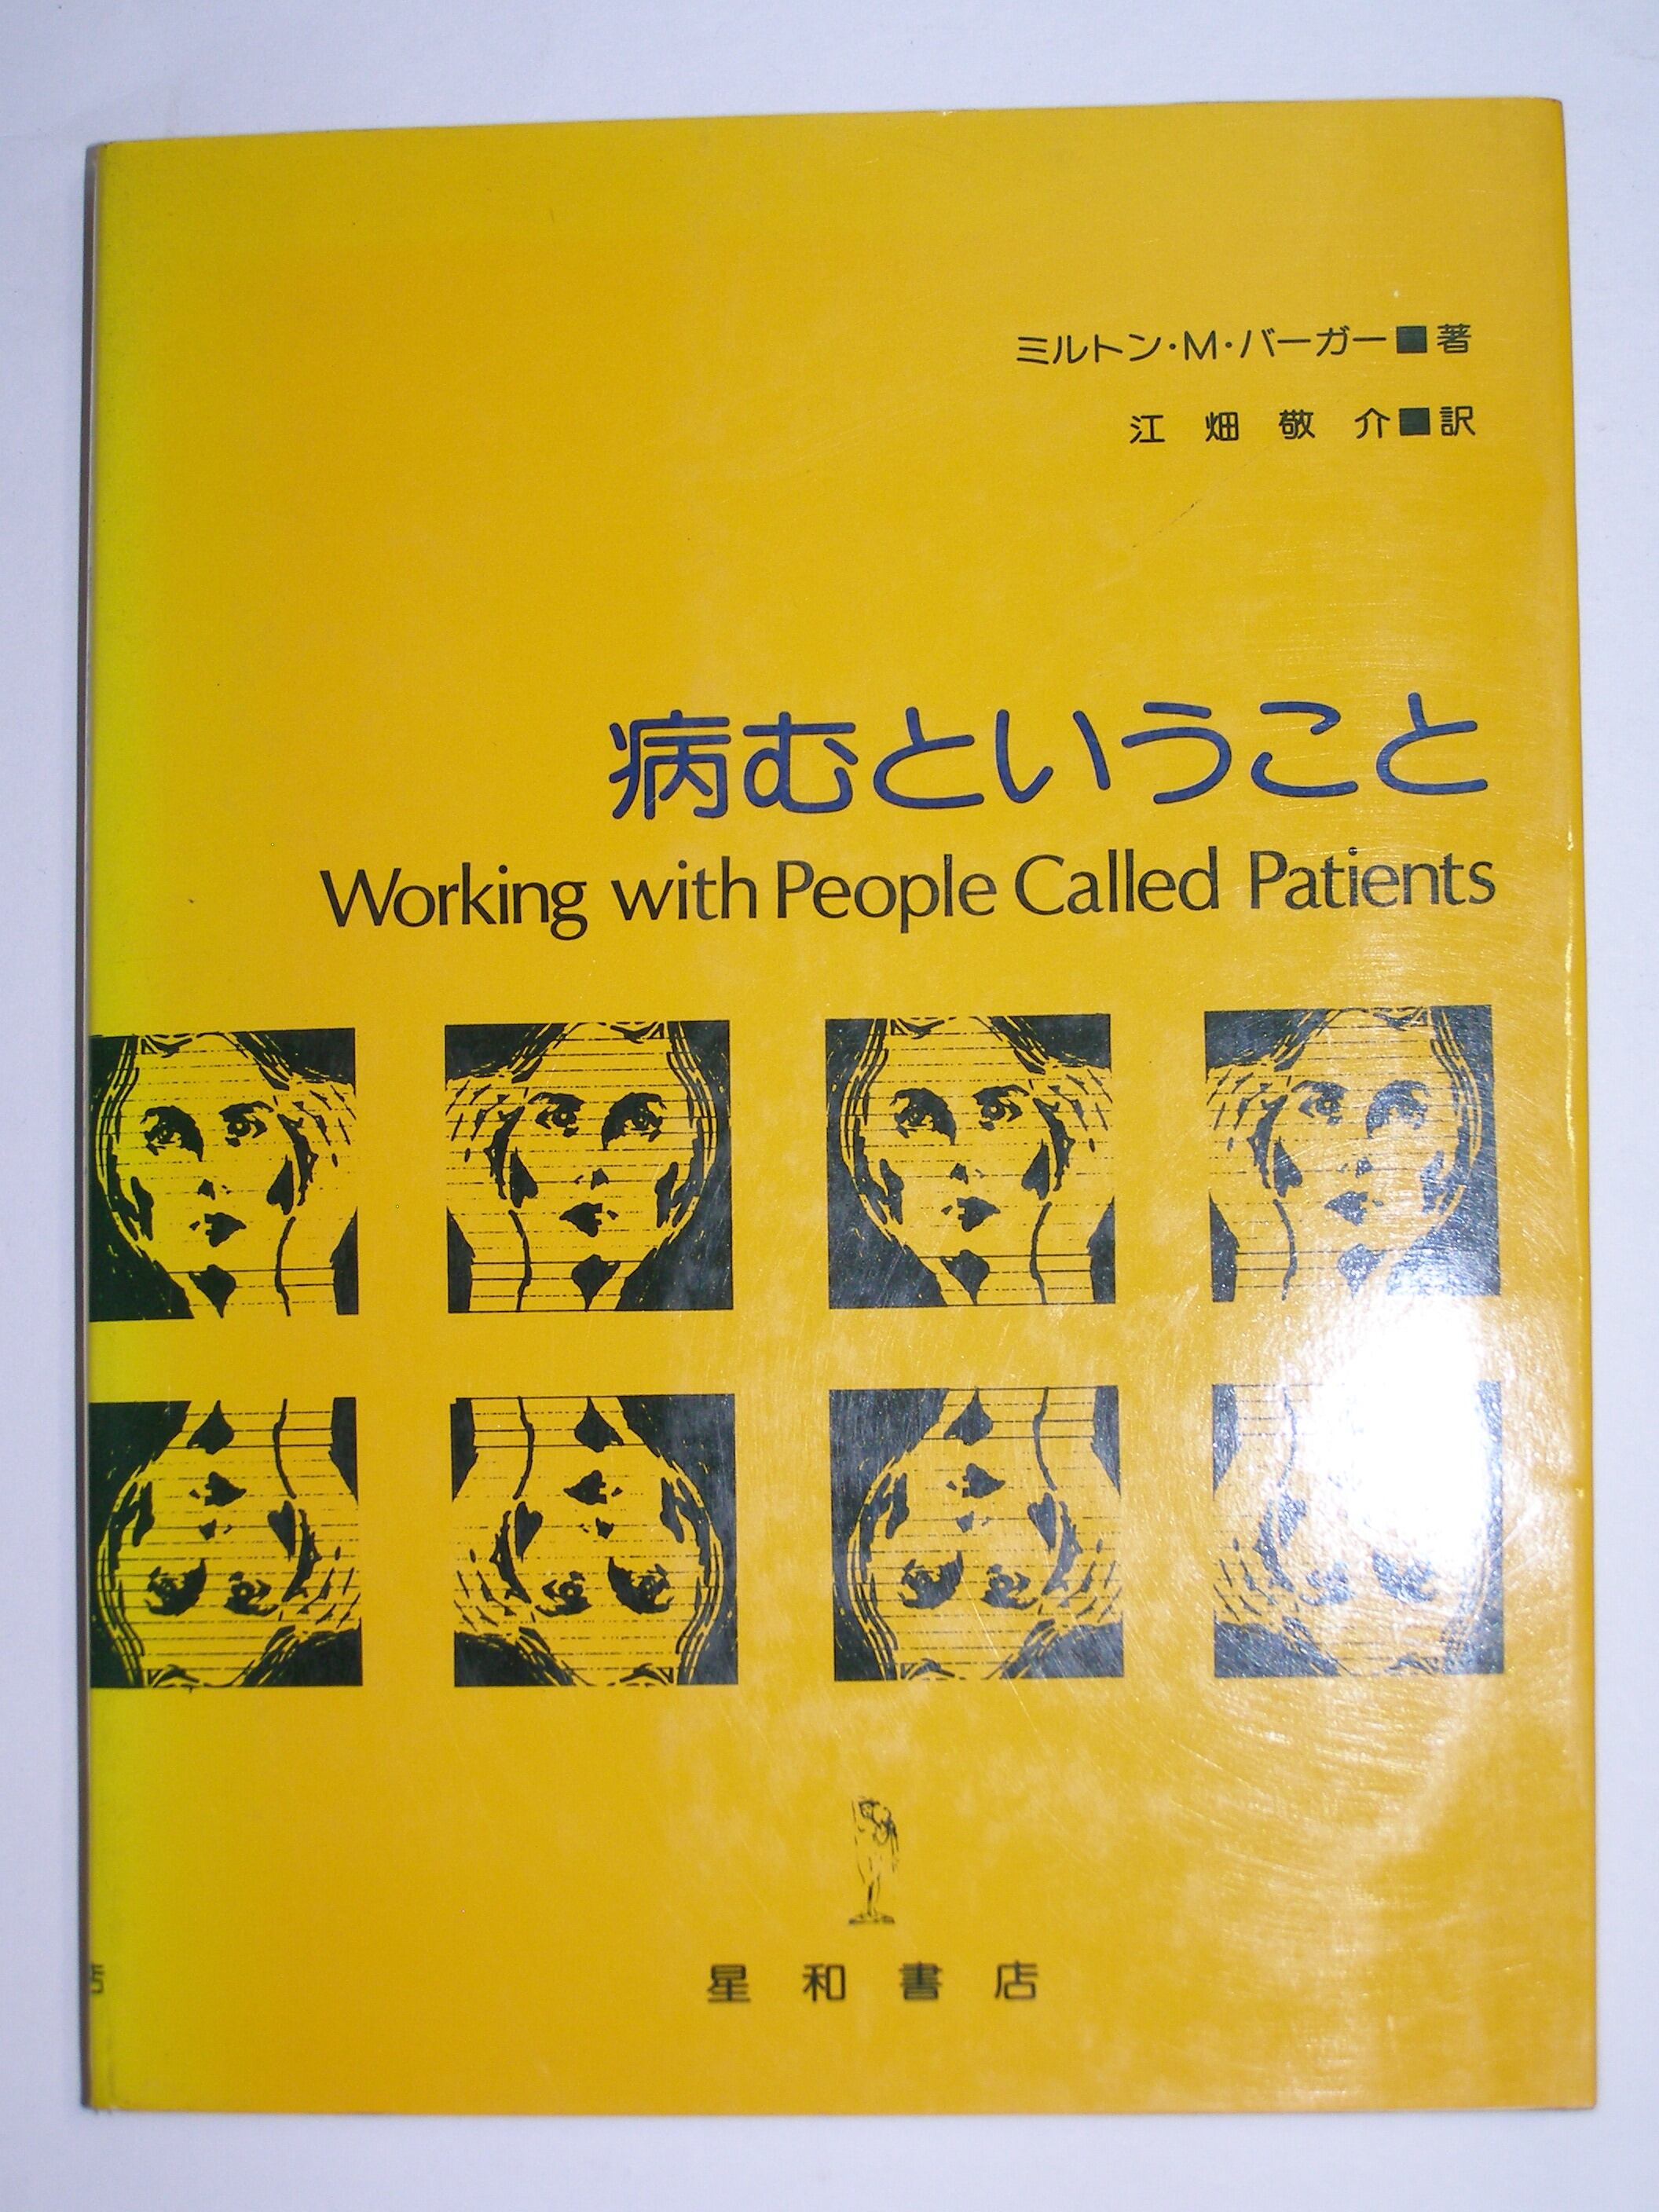 ミルトン・M・バーガー■著
江畑敬介■訳
病むということ
Working with People Called Patients
星和書店
店